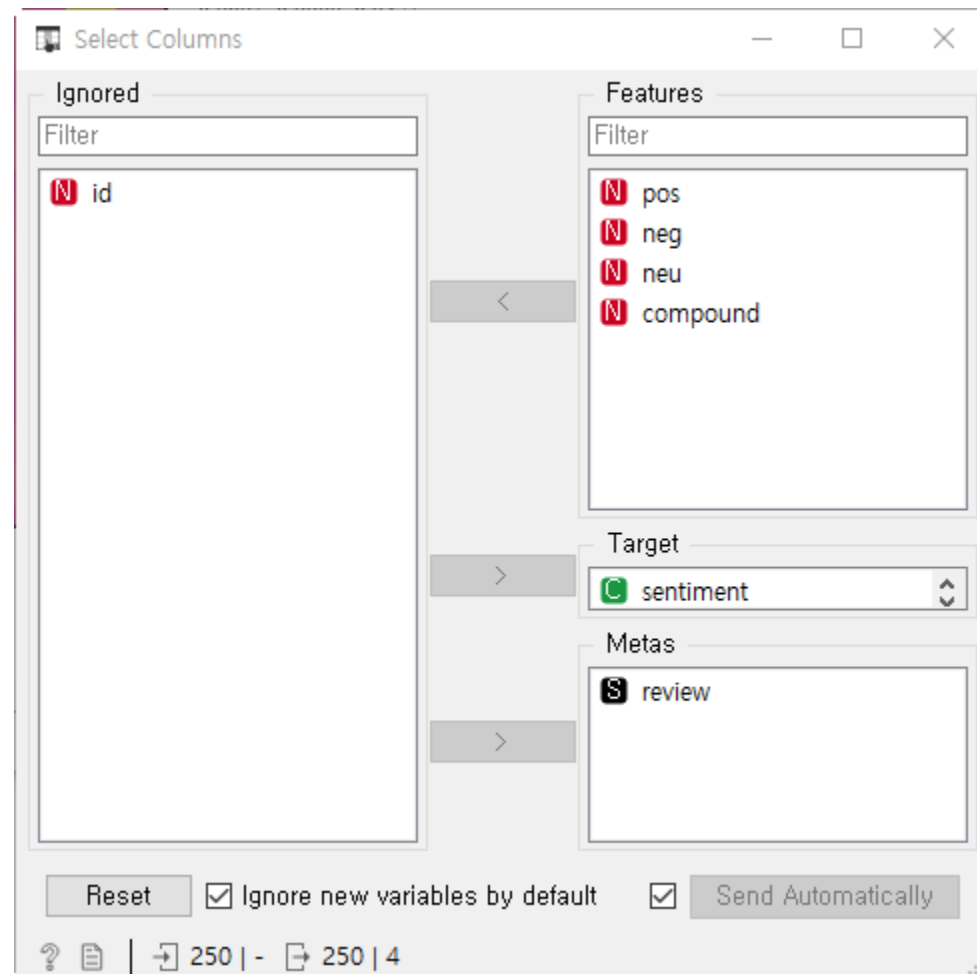 Select Columns
Ignored
Filter
N id
<
>
>
Features
Filter
N pos
N neg
N neu
N compound
Target
C sentiment
Metas
S review
Reset
Ignore new variables by default
Send Automatically
? 250 | - 250 | 4